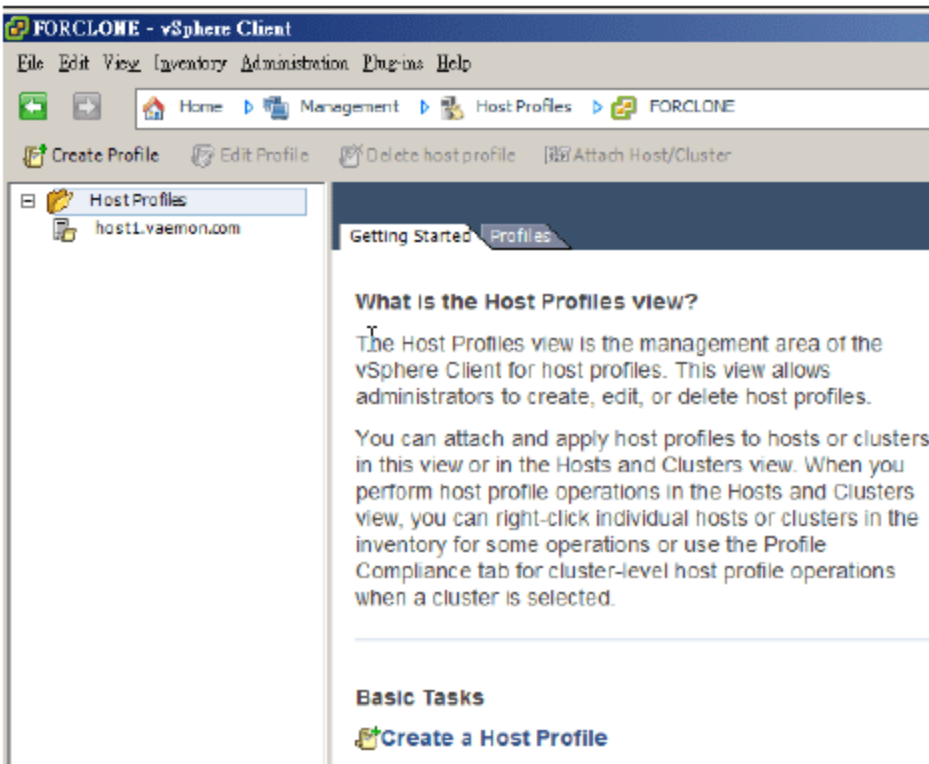 FORCLONE - vSphere Client
File Edit View Inventory Administration Plug-ins Help
Home Management Host Profiles FORCLONE
Create Profile Edit Profile Delete host profile Attach Host/Cluster
Host Profiles
host1.vaemon.com
Getting Started Profiles
What is the Host Profiles view?
The Host Profiles view is the management area of the
vSphere Client for host profiles. This view allows
administrators to create, edit, or delete host profiles.
You can attach and apply host profiles to hosts or clusters
in this view or in the Hosts and Clusters view. When you
perform host profile operations in the Hosts and Clusters
view, you can right-click individual hosts or clusters in the
inventory for some operations or use the Profile
Compliance tab for cluster-level host profile operations
when a cluster is selected.
Basic Tasks
Create a Host Profile